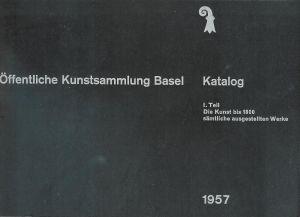 Öffentliche Kunstsammlung Basel Katalog
I. Teil
Die Kunst bis 1800
sämtliche ausgestellten Werke
1957